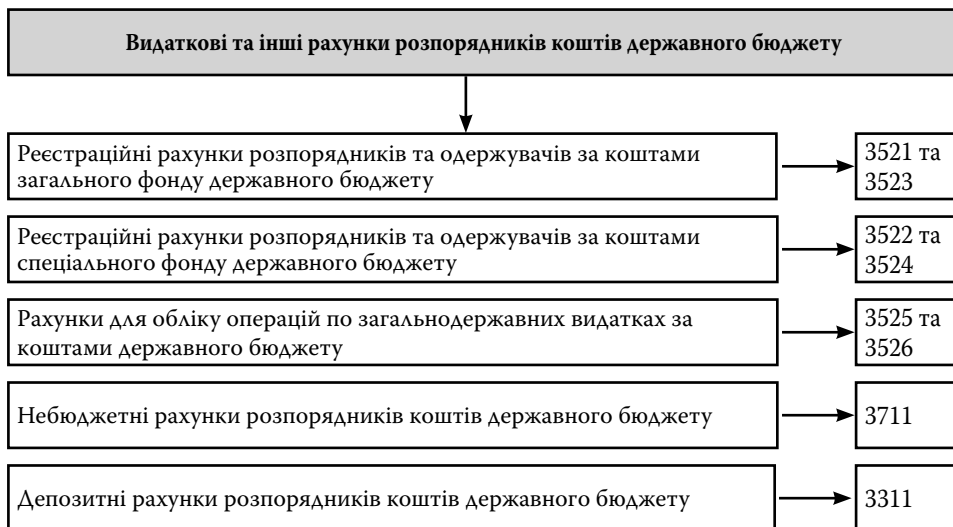 Видаткові та інші рахунки розпорядників коштів державного бюджету
Реєстраційні рахунки розпорядників та одержувачів за коштами
загального фонду державного бюджету
3521 та
3523
Реєстраційні рахунки розпорядників та одержувачів за коштами
спеціального фонду державного бюджету
3522 та
3524
Рахунки для обліку операцій по загальнодержавних видатках за
коштами державного бюджету
3525 та
3526
Небюджетні рахунки розпорядників коштів державного бюджету
3711
Депозитні рахунки розпорядників коштів державного бюджету
3311